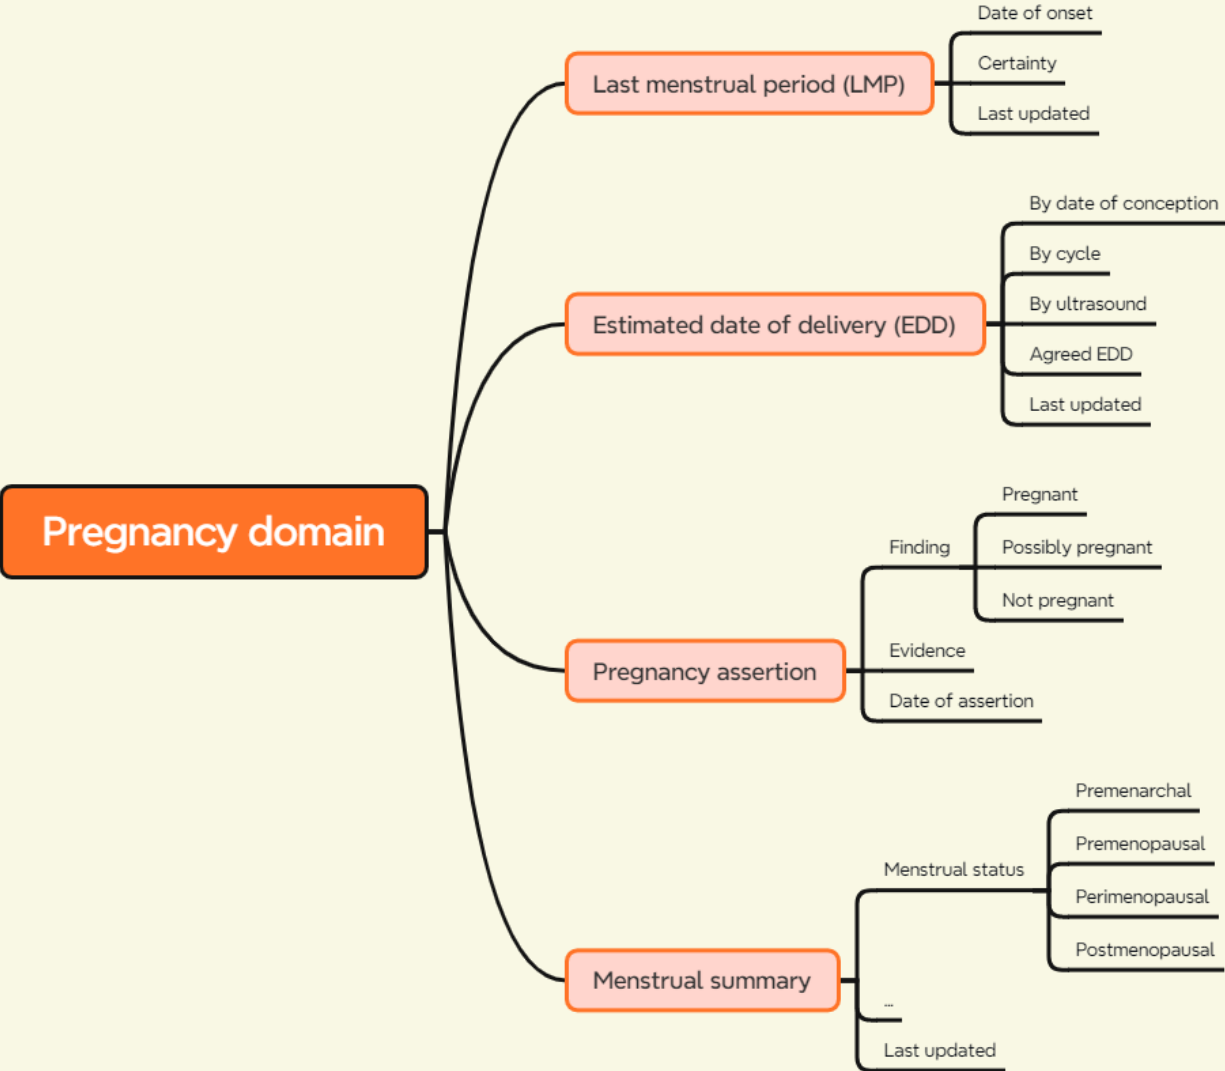 Pregnancy domain
Last menstrual period (LMP)
Date of onset
Certainty
Last updated
Estimated date of delivery (EDD)
By date of conception
By cycle
By ultrasound
Agreed EDD
Last updated
Pregnancy assertion
Finding
Pregnant
Possibly pregnant
Not pregnant
Evidence
Date of assertion
Menstrual summary
Menstrual status
Premenarchal
Premenopausal
Perimenopausal
Postmenopausal
...
Last updated